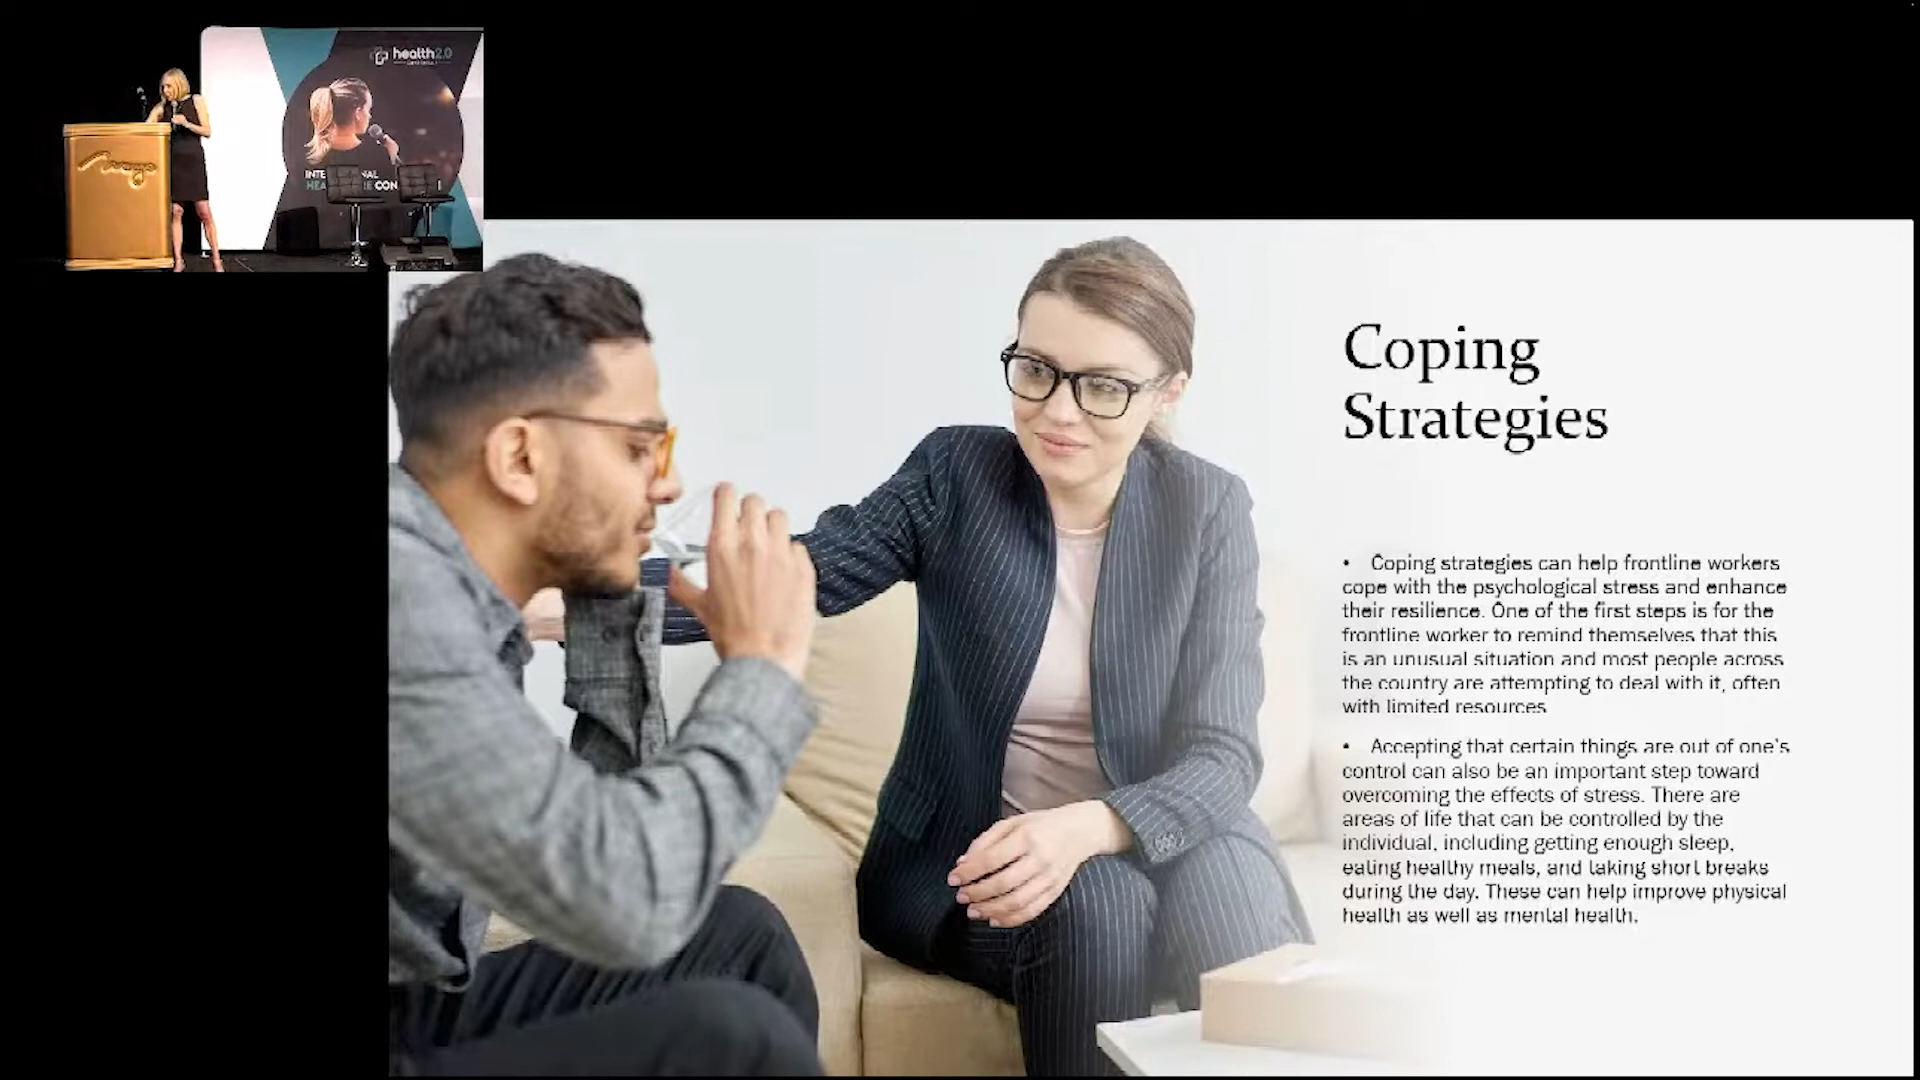 health2.0
Coping
Strategies
• Coping strategies can help frontline workers
cope with the psychological stress and enhance
their resilience. One of the first steps is for the
frontline worker to remind themselves that this
is an unusual situation and most people across
the country are attempting to deal with it, often
with limited resources
• Accepting that certain things are out of one's
control can also be an important step toward
overcoming the effects of stress. There are
areas of life that can be controlled by the
individual, including getting enough sleep,
eating healthy meals, and taking short breaks
during the day. These can help improve physical
health as well as mental health.